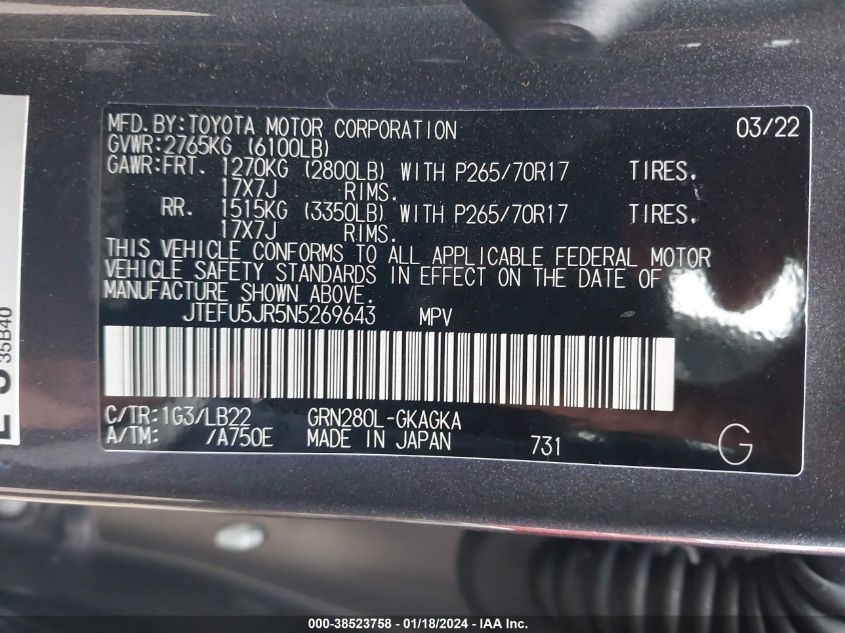 MFD.BY:TOYOTA MOTOR CORPORATION 03/22
GVWR:2765KG (6100LB)
GAWR:FRT. 1270KG (2800LB) WITH P265/70R17 TIRES.
17X7J RIMS.
RR. 1515KG (3350LB) WITH P265/70R17 TIRES.
17X7J RIMS.
THIS VEHICLE CONFORMS TO ALL APPLICABLE FEDERAL MOTOR
VEHICLE SAFETY STANDARDS IN EFFECT ON THE DATE OF
MANUFACTURE SHOWN ABOVE.
JTEFU5JR5N5269643 MPV
C/TR:1G3/LB22 GRN280L-GKAGKA
A/TM: /A750E MADE IN JAPAN 731 G
35B40
000-38523758 - 01/18/2024 - IAA Inc.